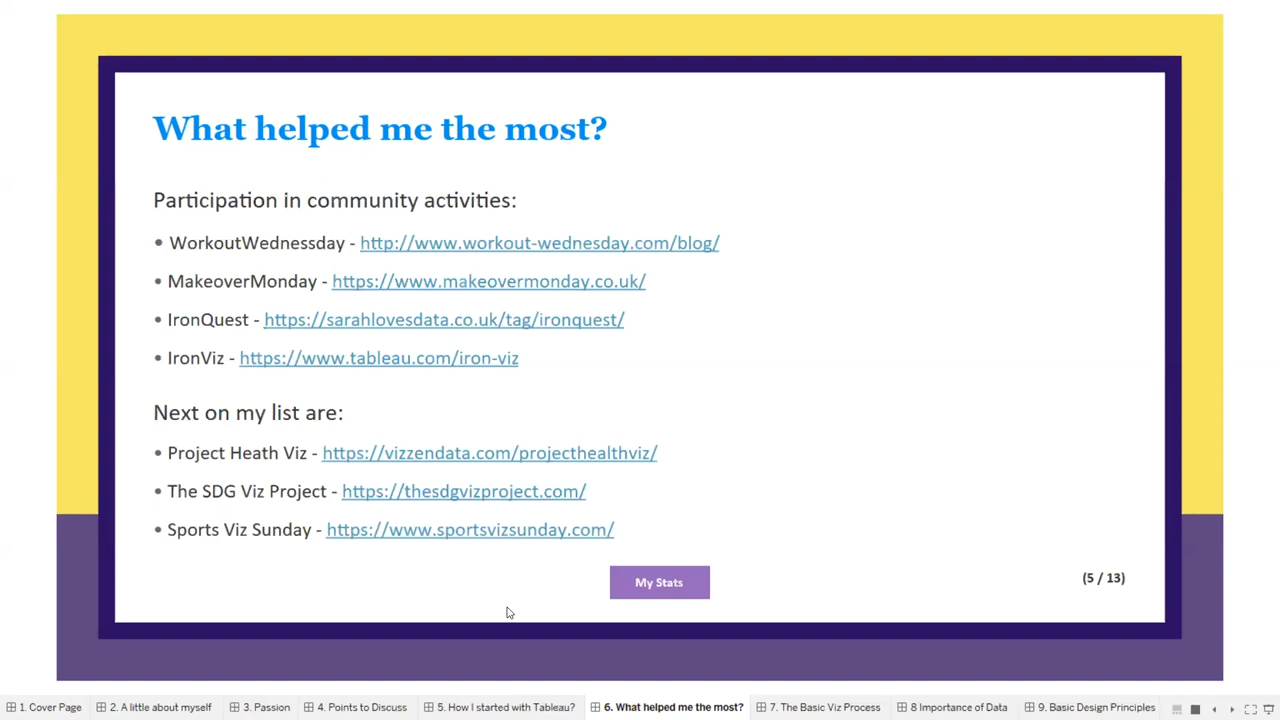 What helped me the most?
Participation in community activities:
• WorkoutWednessday - http://www.workout-wednesday.com/blog/
• MakeoverMonday - https://www.makeovermonday.co.uk/
• IronQuest - https://sarahlovesdata.co.uk/tag/ironquest/
• IronViz - https://www.tableau.com/iron-viz
Next on my list are:
• Project Heath Viz - https://vizzendata.com/projecthealthviz/
• The SDG Viz Project - https://thesdgvizproject.com/
• Sports Viz Sunday - https://www.sportsvizsunday.com/
My Stats
(5 / 13)
1. Cover Page 2. A little about myself 3. Passion 4. Points to Discuss 5. How I started with Tableau? 6. What helped me the most? 7. The Basic Viz Process 8 Importance of Data 9. Basic Design Principles